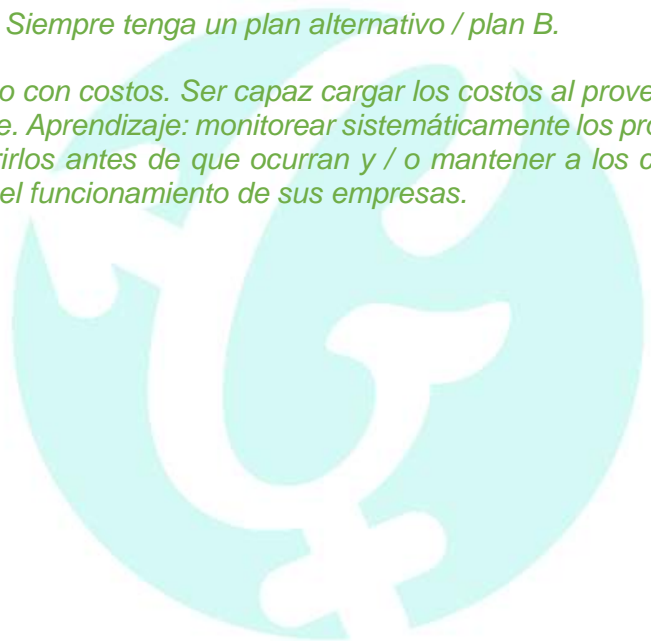 Siempre tenga un plan alternativo / plan B.
o con costos. Ser capaz cargar los costos al prove
e. Aprendizaje: monitorear sistemáticamente los pro
rirlos antes de que ocurran y / o mantener a los c
el funcionamiento de sus empresas.